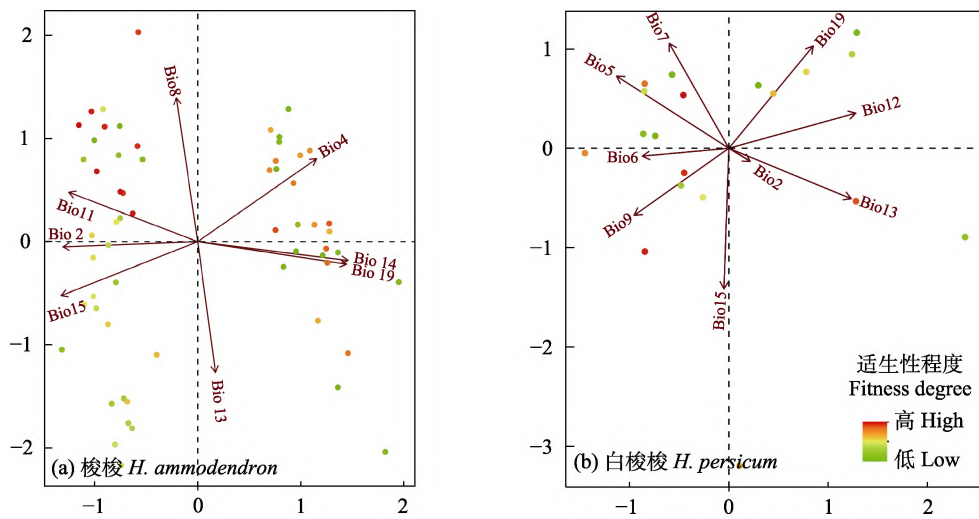 2
1
0
−1
−2
−1
0
1
2
Bio8
Bio4
Bio11
Bio 2
Bio15
Bio 14
Bio 19
Bio 13
(a) 梭梭 H. ammodendron
1
0
−1
−2
−3
−1
0
1
2
Bio7
Bio19
Bio5
Bio12
Bio6
Bio2
Bio9
Bio13
Bio15
适生性程度
Fitness degree
高 High
低 Low
(b) 白梭梭 H. persicum